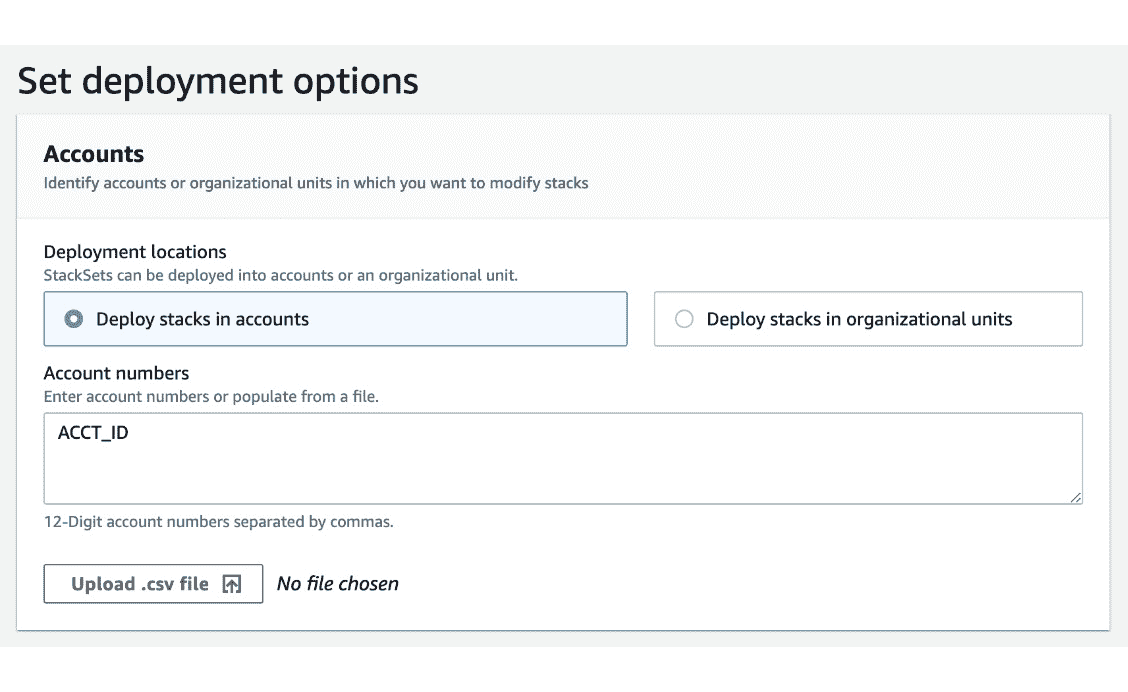 Set deployment options
Accounts
Identify accounts or organizational units in which you want to modify stacks
Deployment locations
StackSets can be deployed into accounts or an organizational unit.
Deploy stacks in accounts
Deploy stacks in organizational units
Account numbers
Enter account numbers or populate from a file.
ACCT_ID
12-Digit account numbers separated by commas.
Upload .csv file
No file chosen